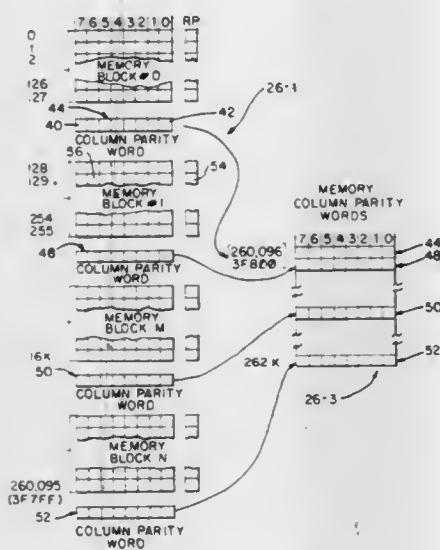 7 6 5 4 3 2 1 0 RP
0
1
2
MEMORY
BLOCK #0
126
127
44
42
40
26-1
COLUMN PARITY
WORD
56
54
128
129
MEMORY
BLOCK #1
254
255
48
COLUMN PARITY
WORD
MEMORY
BLOCK M
16K
50
COLUMN PARITY
WORD
MEMORY
BLOCK N
260,095
(3F7FF)
52
COLUMN PARITY
WORD
MEMORY
COLUMN PARITY
WORDS
7 6 5 4 3 2 1 0
260,096
3F800
44
48
50
262K
52
26-3